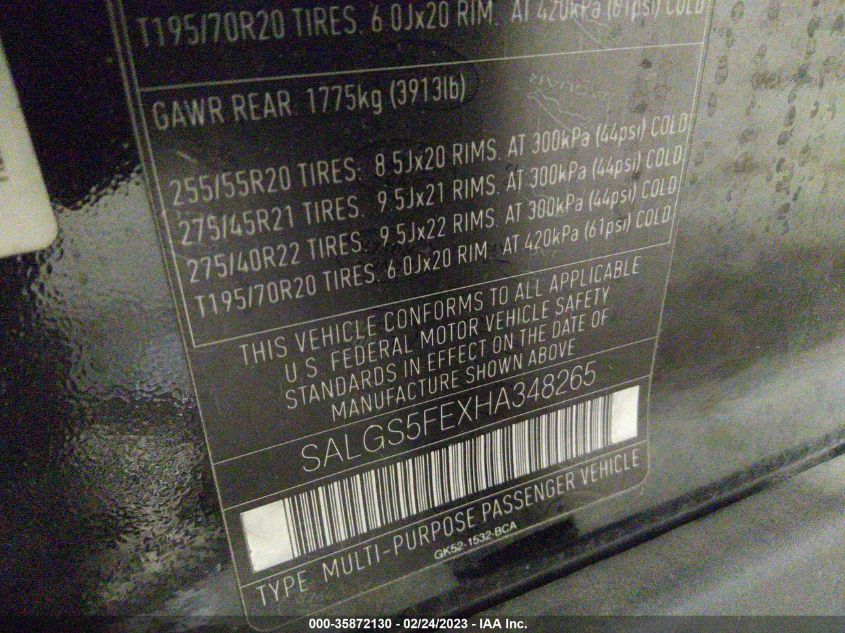 T195/70R20 TIRES. 6.0Jx20 RIM. AT 420kPa (61psi) COLD
GAWR REAR: 1775kg (3913lb)
JAGUAR
255/55R20 TIRES: 8.5Jx20 RIMS. AT 300kPa (44psi) COLD
275/45R21 TIRES. 9.5Jx21 RIMS. AT 300kPa (44psi) COLD,
275/40R22 TIRES. 9.5Jx22 RIMS. AT 300kPa (44psi) COLD,
T195/70R20 TIRES. 6.0Jx20 RIM. AT 420kPa (61psi) COLD
THIS VEHICLE CONFORMS TO ALL APPLICABLE
U.S. FEDERAL MOTOR VEHICLE SAFETY
STANDARDS IN EFFECT ON THE DATE OF
MANUFACTURE SHOWN ABOVE
SALGS5FEXHA348265
TYPE MULTI-PURPOSE PASSENGER VEHICLE
GK52-1532-BCA
000-35872130 - 02/24/2023 - IAA Inc.